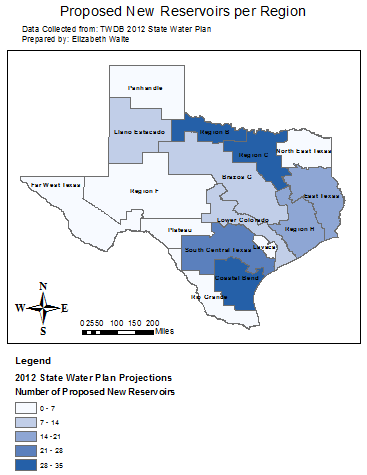 Proposed New Reservoirs per Region
Data Collected from: TWDB 2012 State Water Plan
Prepared by: Elizabeth Waite
Panhandle
Llano Estacado
Region B
Region C
North East Texas
Brazos G
Far West Texas
Region F
East Texas
Lower Colorado
Region H
Plateau
Lavaca
South Central Texas
Coastal Bend
Rio Grande
N
W E
S
0 25 50 100 150 200
Miles
Legend
2012 State Water Plan Projections
Number of Proposed New Reservoirs
0 - 7
7 - 14
14 - 21
21 - 28
28 - 35